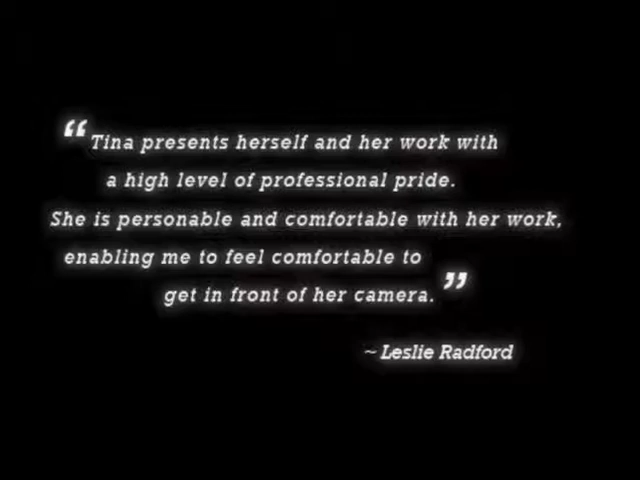 “Tina presents herself and her work with
a high level of professional pride.
She is personable and comfortable with her work,
enabling me to feel comfortable to
get in front of her camera.”
~ Leslie Radford